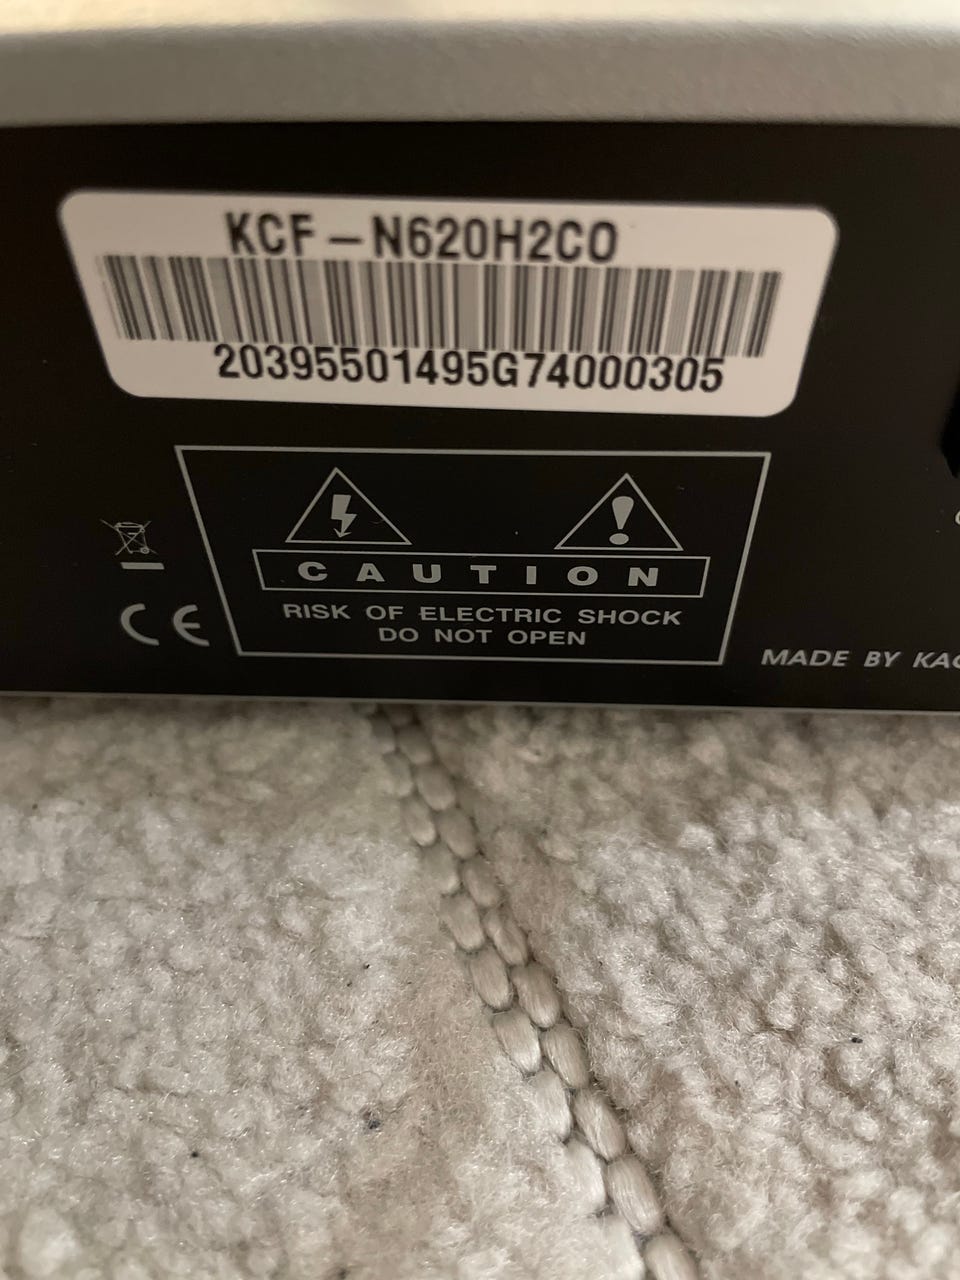 KCF-N620H2CO
20395501495G74000305
CAUTION
RISK OF ELECTRIC SHOCK
DO NOT OPEN
CE
MADE BY